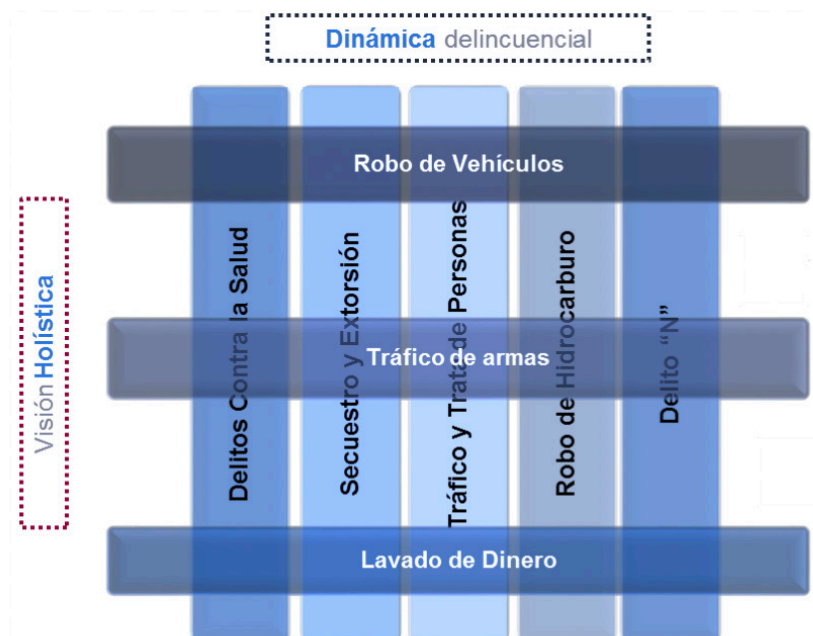 Dinámica delincuencial
Robo de Vehículos
Visión Holística
Delitos Contra la Salud
Secuestro y Extorsión
Tráfico y Trata de Personas
Robo de Hidrocarburo
Delito “N”
Tráfico de armas
Lavado de Dinero